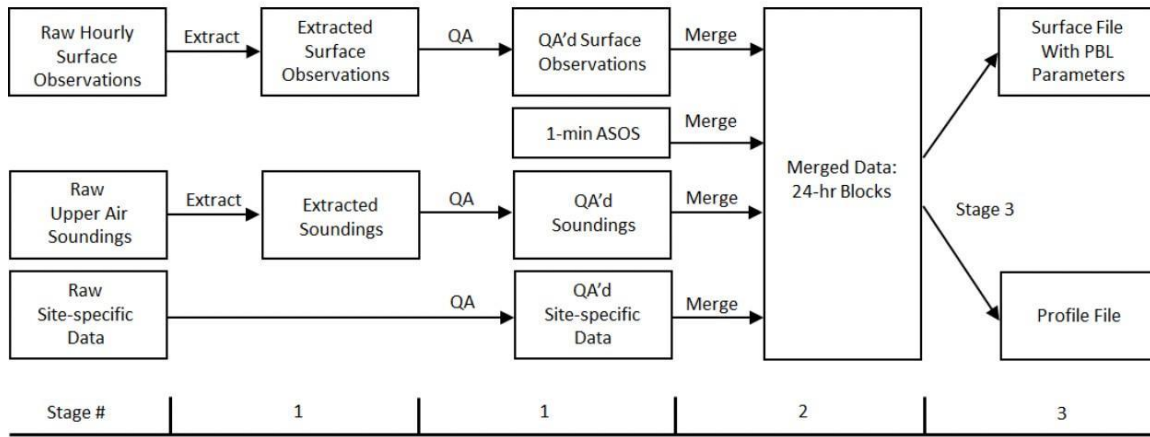 Raw Hourly
Surface
Observations
Extract
Extracted
Surface
Observations
QA
QA'd Surface
Observations
Merge
Surface File
With PBL
Parameters
1-min ASOS
Merge
Merged Data:
24-hr Blocks
Raw
Upper Air
Soundings
Extract
Extracted
Soundings
QA
QA'd
Soundings
Merge
Stage 3
Raw
Site-specific
Data
QA
QA'd
Site-specific
Data
Merge
Profile File
Stage # 1 1 2 3